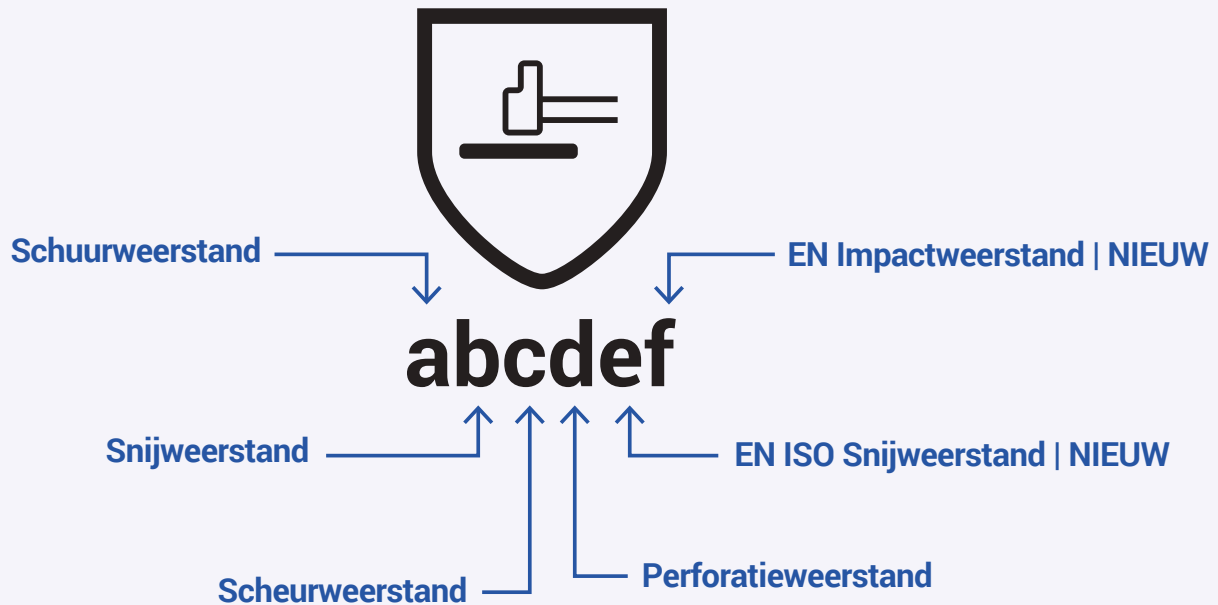 Schuurweerstand
EN Impactweerstand | NIEUW
abcdef
Snijweerstand
EN ISO Snijweerstand | NIEUW
Scheurweerstand
Perforatieweerstand